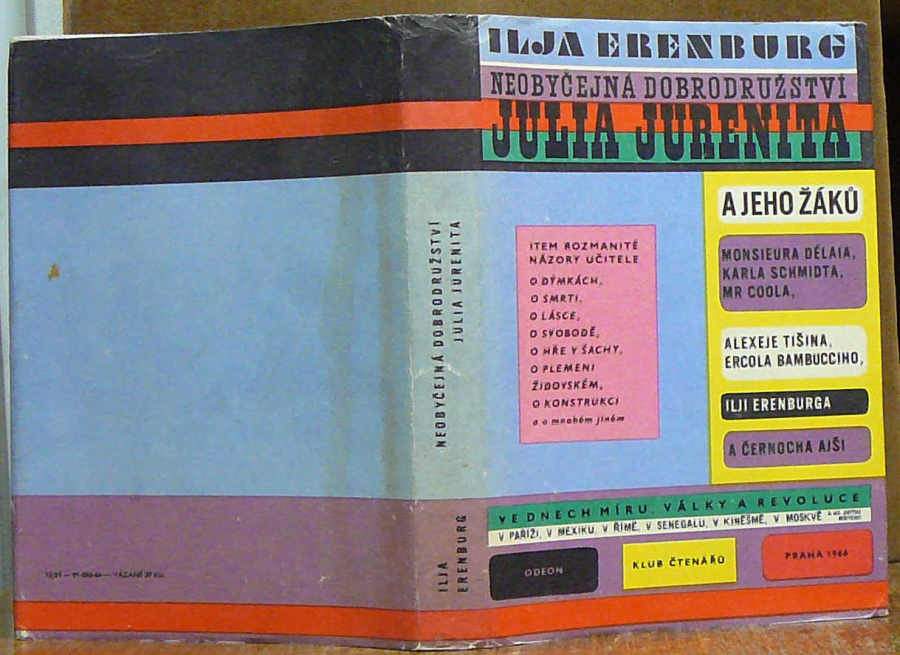 ILJA ERENBURG
NEOBYČEJNÁ DOBRODRUŽSTVÍ
JULIA JURENITA
A JEHO ŽÁKŮ
MONSIEURA DÉLAIA,
KARLA SCHMIDTA,
MR COOLA,
ALEXEJE TIŠINA,
ERCOLA BAMBUCCIHO,
ILJI ERENBURGA
A ČERNOCHA AJŠI
ITEM ROZMANITÉ
NÁZORY UČITELE
O DÝMKÁCH,
O SMRTI,
O LÁSCE,
O SVOBODĚ,
O HŘE V ŠACHY,
O PLEMENI
ŽIDOVSKÉM,
O KONSTRUKCI
a o mnohém jiném
VE DNECH MÍRU, VÁLKY A REVOLUCE
V PAŘÍŽI, V MEXIKU, V ŘÍMĚ, V SENEGALU, V KINĚŠMĚ, V MOSKVĚ
ODEON
KLUB ČTENÁŘŮ
PRAHA 1966
NEOBYČEJNÁ DOBRODRUŽSTVÍ
JULIA JURENITA
ILJA
ERENBURG
VÁZANÉ